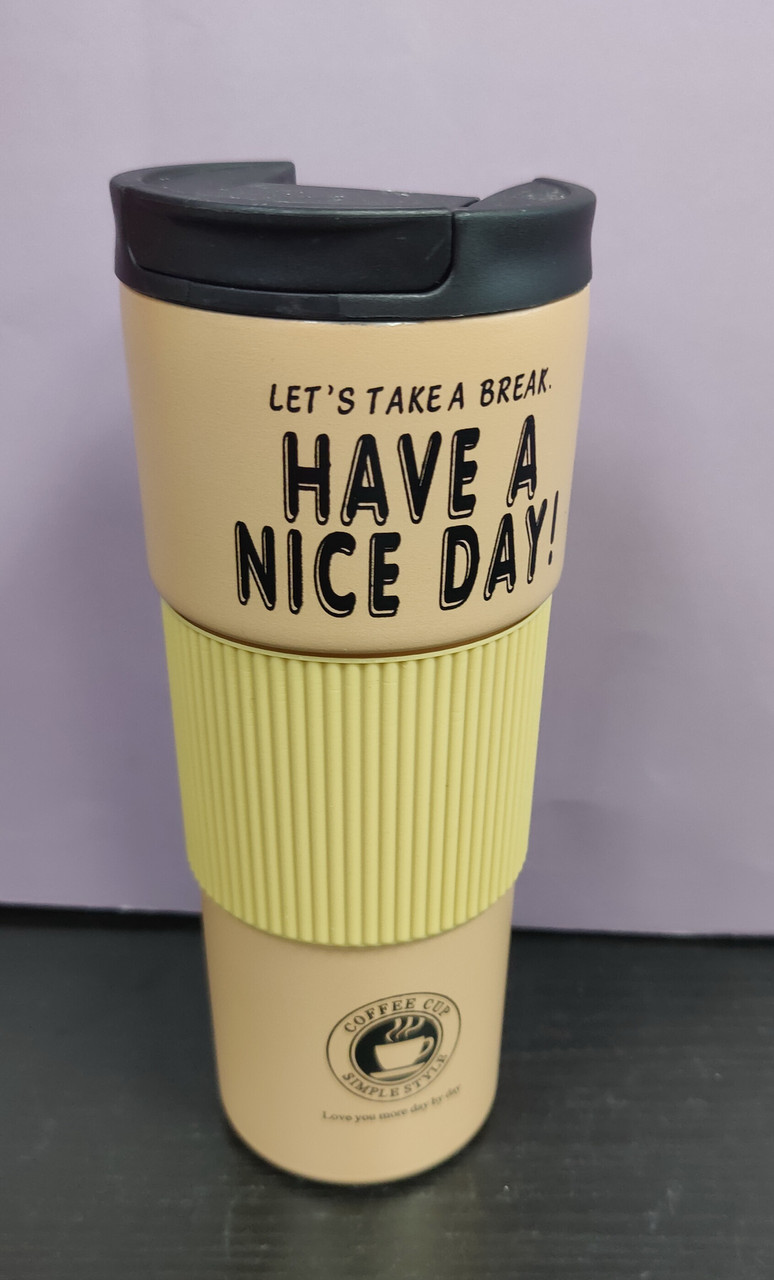 LET'S TAKE A BREAK.
HAVE A
NICE DAY!
COFFEE CUP
SIMPLE STYLE
Love you more day by day